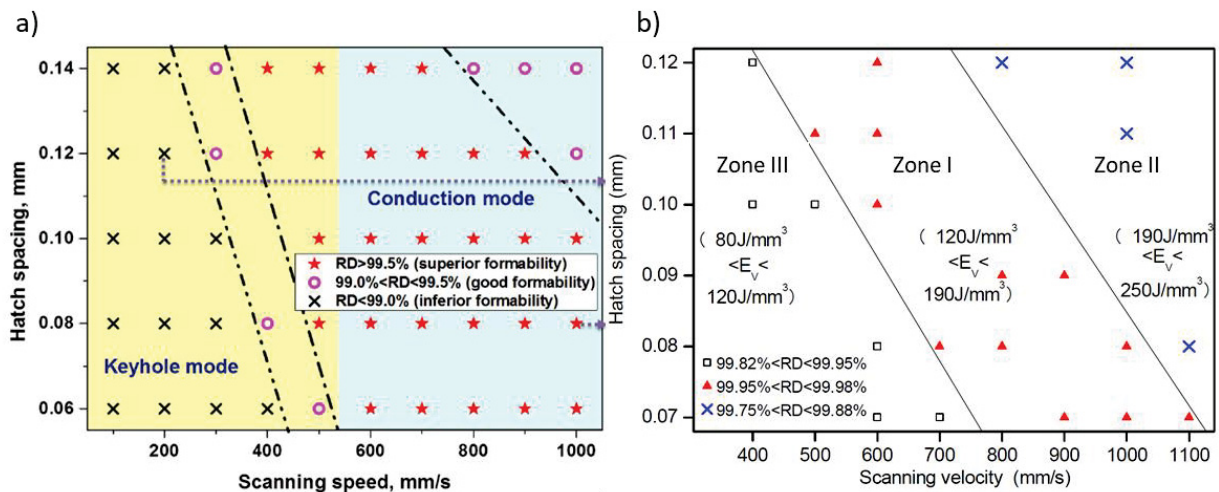 a)
0.14
0.12
0.10
0.08
0.06
Hatch spacing, mm
Conduction mode
RD>99.5% (superior formability)
99.0%<RD<99.5% (good formability)
RD<99.0% (inferior formability)
Keyhole mode
200 400 600 800 1000
Scanning speed, mm/s
b)
0.12
0.11
0.10
0.09
0.08
0.07
Hatch spacing (mm)
Zone III Zone I Zone II
( 80J/mm³
<Eᵥ<
120J/mm³)
( 120J/mm³
<Eᵥ<
190J/mm³)
( 190J/mm³
<Eᵥ<
250J/mm³)
99.82%<RD<99.95%
99.95%<RD<99.98%
99.75%<RD<99.88%
400 500 600 700 800 900 1000 1100
Scanning velocity (mm/s)